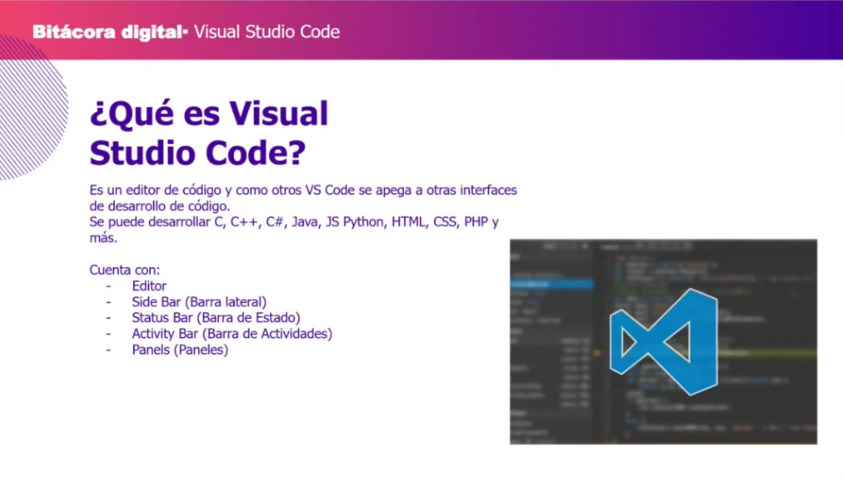 Bitácora digital- Visual Studio Code
¿Qué es Visual
Studio Code?
Es un editor de código y como otros VS Code se apega a otras interfaces
de desarrollo de código.
Se puede desarrollar C, C++, C#, Java, JS Python, HTML, CSS, PHP y
más.
Cuenta con:
- Editor
- Side Bar (Barra lateral)
- Status Bar (Barra de Estado)
- Activity Bar (Barra de Actividades)
- Panels (Paneles)